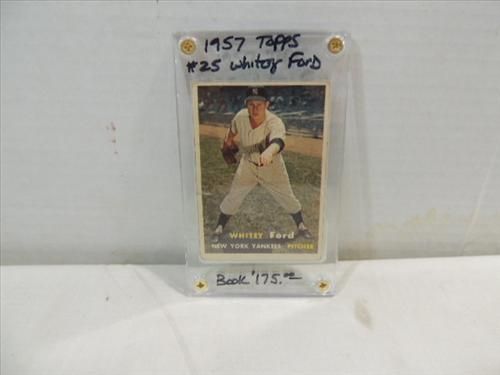 1957 Topps
#25 Whitey Ford
WHITEY Ford
NEW YORK YANKEES PITCHER
Book $175.00